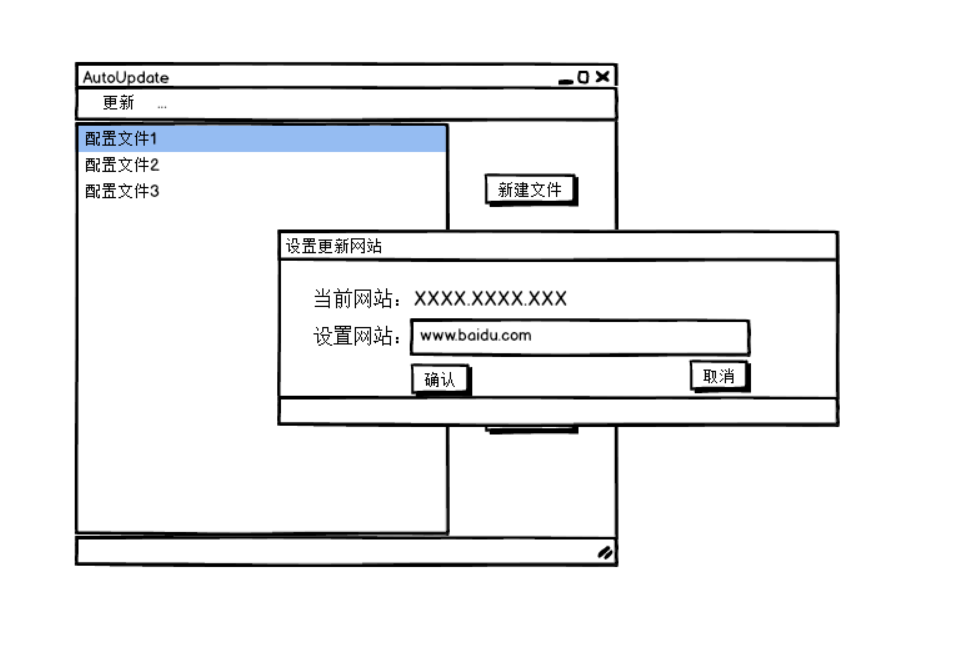 AutoUpdate
更新 ...
配置文件1
配置文件2
配置文件3
新建文件
设置更新网站
当前网站：XXXX.XXXX.XXX
设置网站：www.baidu.com
确认 取消